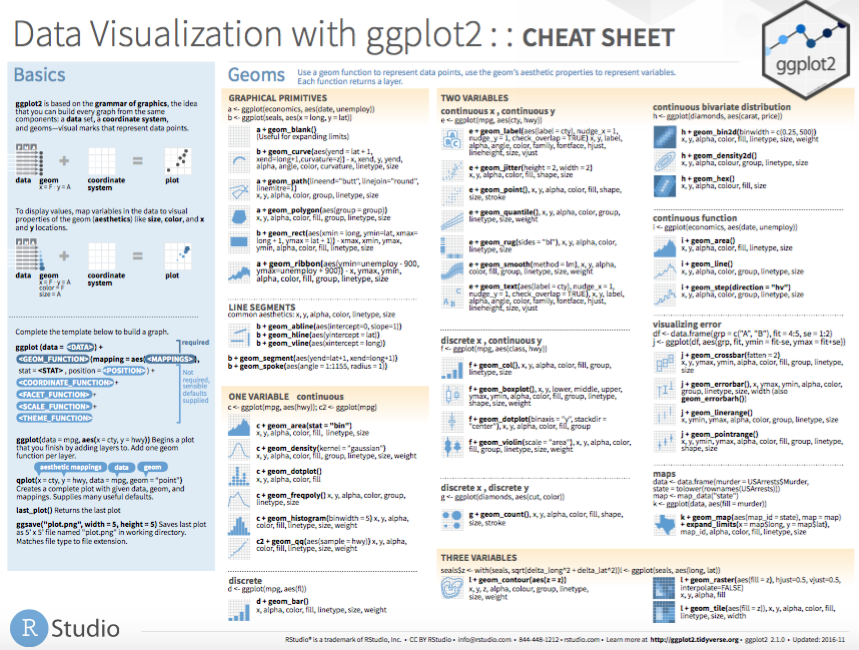 Data Visualization with ggplot2 : : CHEAT SHEET
ggplot2
Basics
ggplot2 is based on the grammar of graphics, the idea
that you can build every graph from the same
components: a data set, a coordinate system,
and geoms—visual marks that represent data points.
data geom coordinate plot
x = F · y = A system
To display values, map variables in the data to visual
properties of the geom (aesthetics) like size, color, and x
and y locations.
data geom coordinate plot
x = F · y = A system
color = F
size = A
Complete the template below to build a graph.
required
ggplot (data = <DATA>) +
<GEOM_FUNCTION>(mapping = aes(<MAPPINGS>),
stat = <STAT>, position = <POSITION>) +
<COORDINATE_FUNCTION> +
<FACET_FUNCTION> +
<SCALE_FUNCTION> +
<THEME_FUNCTION>
Not
required,
sensible
defaults
supplied
ggplot(data = mpg, aes(x = cty, y = hwy)) Begins a plot
that you finish by adding layers to. Add one geom
function per layer.
aesthetic mappings data geom
qplot(x = cty, y = hwy, data = mpg, geom = "point")
Creates a complete plot with given data, geom, and
mappings. Supplies many useful defaults.
last_plot() Returns the last plot
ggsave("plot.png", width = 5, height = 5) Saves last plot
as 5' x 5' file named "plot.png" in working directory.
Matches file type to file extension.
Geoms
Use a geom function to represent data points, use the geom's aesthetic properties to represent variables.
Each function returns a layer.
GRAPHICAL PRIMITIVES
a <- ggplot(economics, aes(date, unemploy))
b <- ggplot(seals, aes(x = long, y = lat))
a + geom_blank()
(Useful for expanding limits)
b + geom_curve(aes(yend = lat + 1,
xend=long+1,curvature=z)) - x, xend, y, yend,
alpha, angle, color, curvature, linetype, size
a + geom_path(lineend="butt", linejoin="round",
linemitre=1)
x, y, alpha, color, group, linetype, size
a + geom_polygon(aes(group = group))
x, y, alpha, color, fill, group, linetype, size
b + geom_rect(aes(xmin = long, ymin=lat, xmax=
long + 1, ymax = lat + 1)) - xmax, xmin, ymax,
ymin, alpha, color, fill, linetype, size
a + geom_ribbon(aes(ymin=unemploy - 900,
ymax=unemploy + 900)) - x, ymax, ymin,
alpha, color, fill, group, linetype, size
LINE SEGMENTS
common aesthetics: x, y, alpha, color, linetype, size
b + geom_abline(aes(intercept=0, slope=1))
b + geom_hline(aes(yintercept = lat))
b + geom_vline(aes(xintercept = long))
b + geom_segment(aes(yend=lat+1, xend=long+1))
b + geom_spoke(aes(angle = 1:1155, radius = 1))
ONE VARIABLE continuous
c <- ggplot(mpg, aes(hwy)); c2 <- ggplot(mpg)
c + geom_area(stat = "bin")
x, y, alpha, color, fill, linetype, size
c + geom_density(kernel = "gaussian")
x, y, alpha, color, fill, group, linetype, size, weight
c + geom_dotplot()
x, y, alpha, color, fill
c + geom_freqpoly() x, y, alpha, color, group,
linetype, size
c + geom_histogram(binwidth = 5) x, y, alpha,
color, fill, linetype, size, weight
c2 + geom_qq(aes(sample = hwy)) x, y, alpha,
color, fill, linetype, size, weight
discrete
d <- ggplot(mpg, aes(fl))
d + geom_bar()
x, alpha, color, fill, linetype, size, weight
TWO VARIABLES
continuous x , continuous y
e <- ggplot(mpg, aes(cty, hwy))
e + geom_label(aes(label = cty), nudge_x = 1,
nudge_y = 1, check_overlap = TRUE) x, y, label,
alpha, angle, color, family, fontface, hjust,
lineheight, size, vjust
e + geom_jitter(height = 2, width = 2)
x, y, alpha, color, fill, shape, size
e + geom_point(), x, y, alpha, color, fill, shape,
size, stroke
e + geom_quantile(), x, y, alpha, color, group,
linetype, size, weight
e + geom_rug(sides = "bl"), x, y, alpha, color,
linetype, size
e + geom_smooth(method = lm), x, y, alpha,
color, fill, group, linetype, size, weight
e + geom_text(aes(label = cty), nudge_x = 1,
nudge_y = 1, check_overlap = TRUE), x, y, label,
alpha, angle, color, family, fontface, hjust,
lineheight, size, vjust
discrete x , continuous y
f <- ggplot(mpg, aes(class, hwy))
f + geom_col(), x, y, alpha, color, fill, group,
linetype, size
f + geom_boxplot(), x, y, lower, middle, upper,
ymax, ymin, alpha, color, fill, group, linetype,
shape, size, weight
f + geom_dotplot(binaxis = "y", stackdir =
"center"), x, y, alpha, color, fill, group
f + geom_violin(scale = "area"), x, y, alpha, color,
fill, group, linetype, size, weight
discrete x , discrete y
g <- ggplot(diamonds, aes(cut, color))
g + geom_count(), x, y, alpha, color, fill, shape,
size, stroke
continuous bivariate distribution
h <- ggplot(diamonds, aes(carat, price))
h + geom_bin2d(binwidth = c(0.25, 500))
x, y, alpha, color, fill, linetype, size, weight
h + geom_density2d()
x, y, alpha, colour, group, linetype, size
h + geom_hex()
x, y, alpha, colour, fill, size
continuous function
i <- ggplot(economics, aes(date, unemploy))
i + geom_area()
x, y, alpha, color, fill, linetype, size
i + geom_line()
x, y, alpha, color, group, linetype, size
i + geom_step(direction = "hv")
x, y, alpha, color, group, linetype, size
visualizing error
df <- data.frame(grp = c("A", "B"), fit = 4:5, se = 1:2)
j <- ggplot(df, aes(grp, fit, ymin = fit-se, ymax = fit+se))
j + geom_crossbar(fatten = 2)
x, y, ymax, ymin, alpha, color, fill, group, linetype,
size
j + geom_errorbar(), x, ymax, ymin, alpha, color,
group, linetype, size, width (also
geom_errorbarh())
j + geom_linerange()
x, ymin, ymax, alpha, color, group, linetype, size
j + geom_pointrange()
x, y, ymin, ymax, alpha, color, fill, group, linetype,
shape, size
maps
data <- data.frame(murder = USArrests$Murder,
state = tolower(rownames(USArrests)))
map <- map_data("state")
k <- ggplot(data, aes(fill = murder))
k + geom_map(aes(map_id = state), map = map)
+ expand_limits(x = map$long, y = map$lat),
map_id, alpha, color, fill, linetype, size
THREE VARIABLES
seals$z <- with(seals, sqrt(delta_long^2 + delta_lat^2))l <- ggplot(seals, aes(long, lat))
l + geom_contour(aes(z = z))
x, y, z, alpha, colour, group, linetype,
size, weight
l + geom_raster(aes(fill = z), hjust=0.5, vjust=0.5,
interpolate=FALSE)
x, y, alpha, fill
l + geom_tile(aes(fill = z)), x, y, alpha, color, fill,
linetype, size, width
R Studio
RStudio® is a trademark of RStudio, Inc. • CC BY RStudio • info@rstudio.com • 844-448-1212 • rstudio.com • Learn more at http://ggplot2.tidyverse.org • ggplot2 2.1.0 • Updated: 2016-11